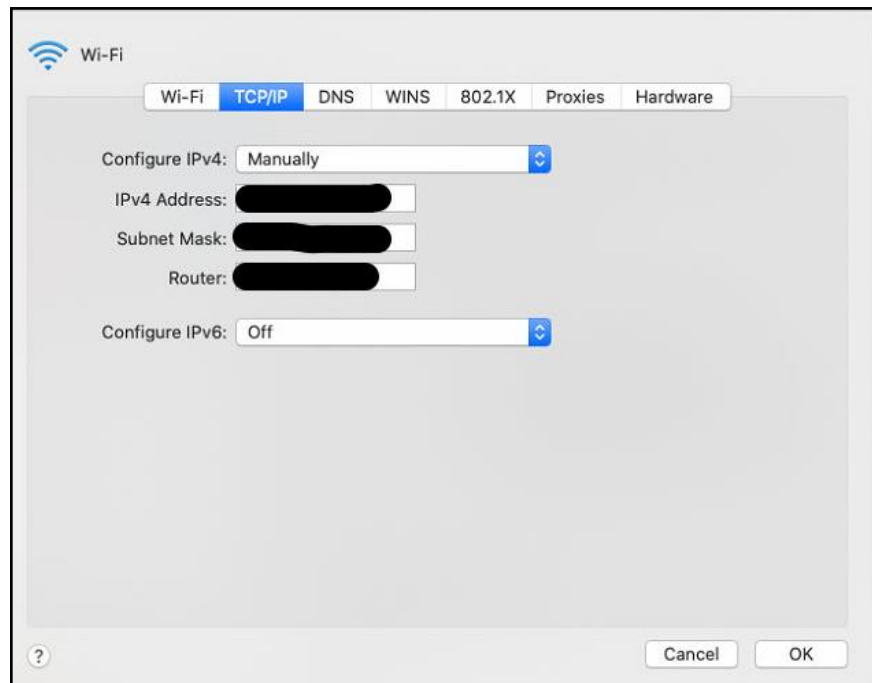 Wi-Fi
Wi-Fi TCP/IP DNS WINS 802.1X Proxies Hardware
Configure IPv4: Manually
IPv4 Address:
Subnet Mask:
Router:
Configure IPv6: Off
? Cancel OK